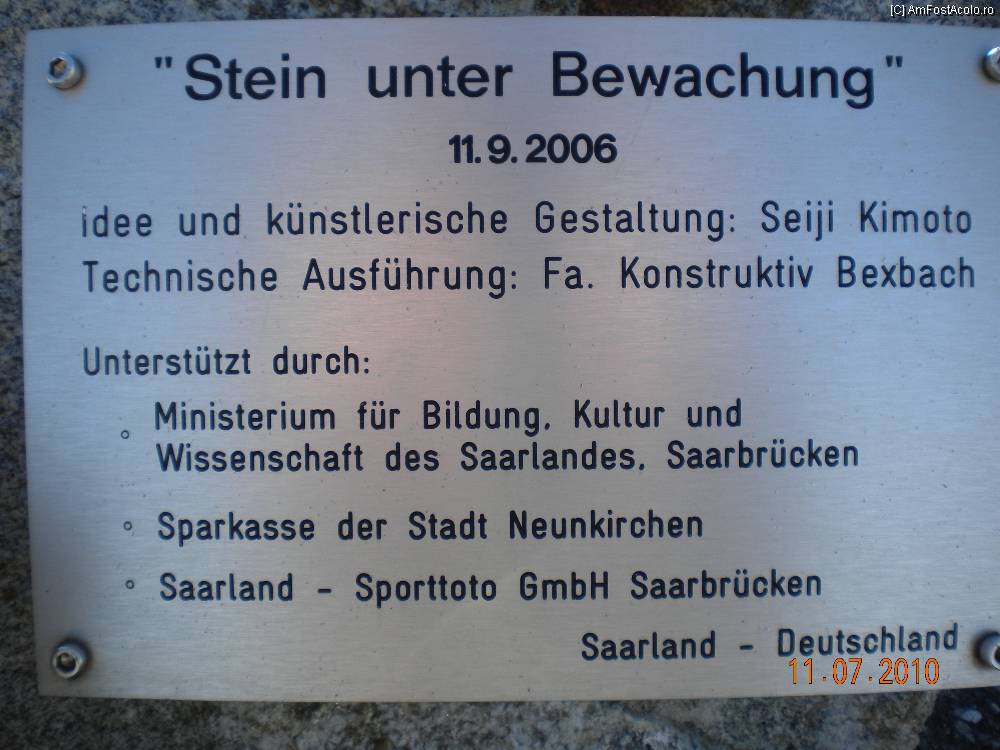 [C] AmFostAcolo.ro
"Stein unter Bewachung"
11.9.2006
idee und künstlerische Gestaltung: Seiji Kimoto
Technische Ausführung: Fa. Konstruktiv Bexbach
Unterstützt durch:
° Ministerium für Bildung, Kultur und
Wissenschaft des Saarlandes, Saarbrücken
° Sparkasse der Stadt Neunkirchen
° Saarland - Sporttoto GmbH Saarbrücken
Saarland - Deutschland
11.07.2010